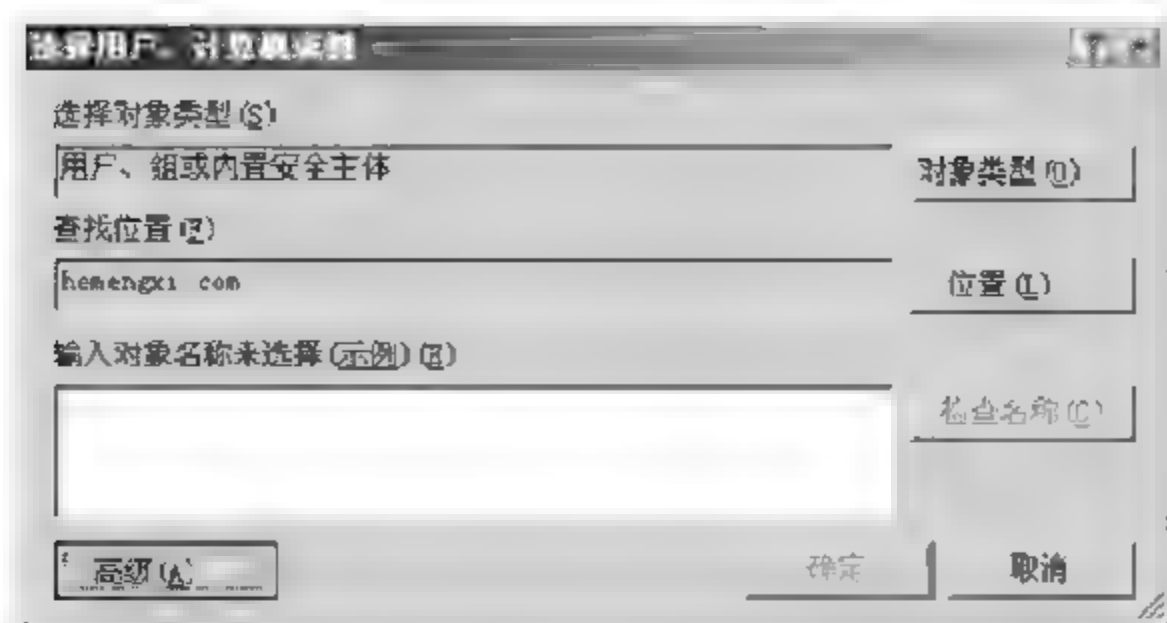 选择用户、计算机或组
选择对象类型(S)
用户、组或内置安全主体
对象类型(O)
查找位置(F)
hemengxi com
位置(L)
输入对象名称来选择(示例)(E)
检查名称(C)
高级(A)
确定
取消